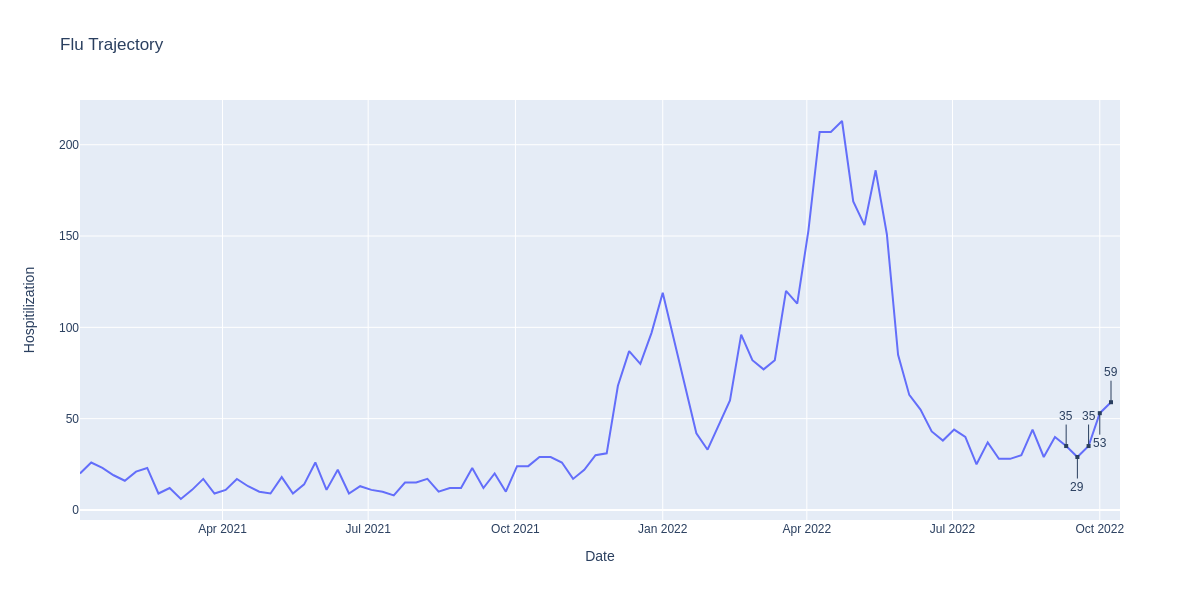 Flu Trajectory
Hospitilization
200
150
100
50
0
35
29
35
53
59
Apr 2021
Jul 2021
Oct 2021
Jan 2022
Apr 2022
Jul 2022
Oct 2022
Date